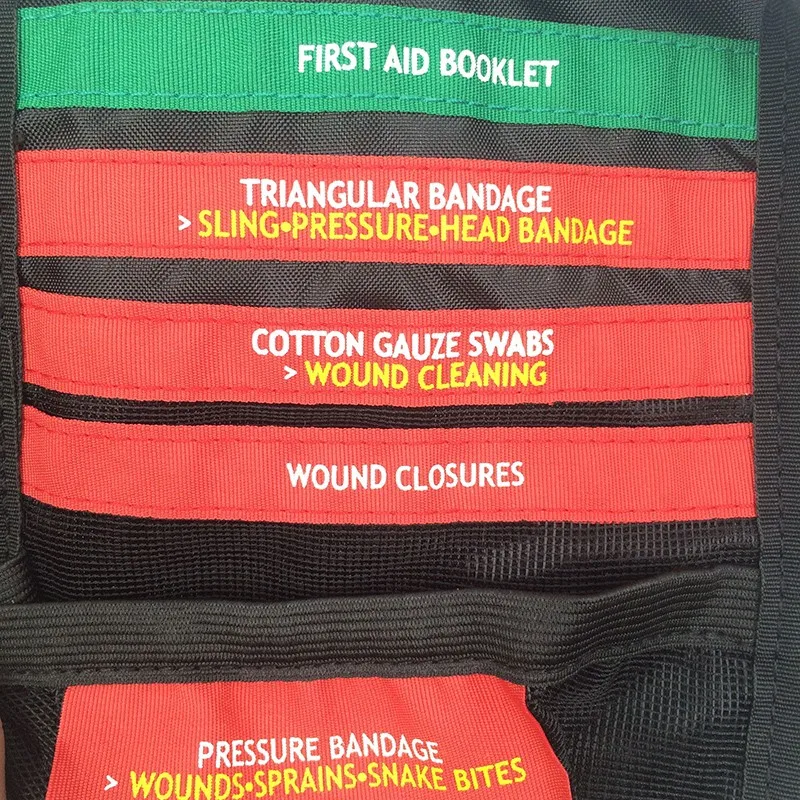 FIRST AID BOOKLET
TRIANGULAR BANDAGE
> SLING•PRESSURE•HEAD BANDAGE
COTTON GAUZE SWABS
> WOUND CLEANING
WOUND CLOSURES
PRESSURE BANDAGE
> WOUNDS•SPRAINS•SNAKE BITES